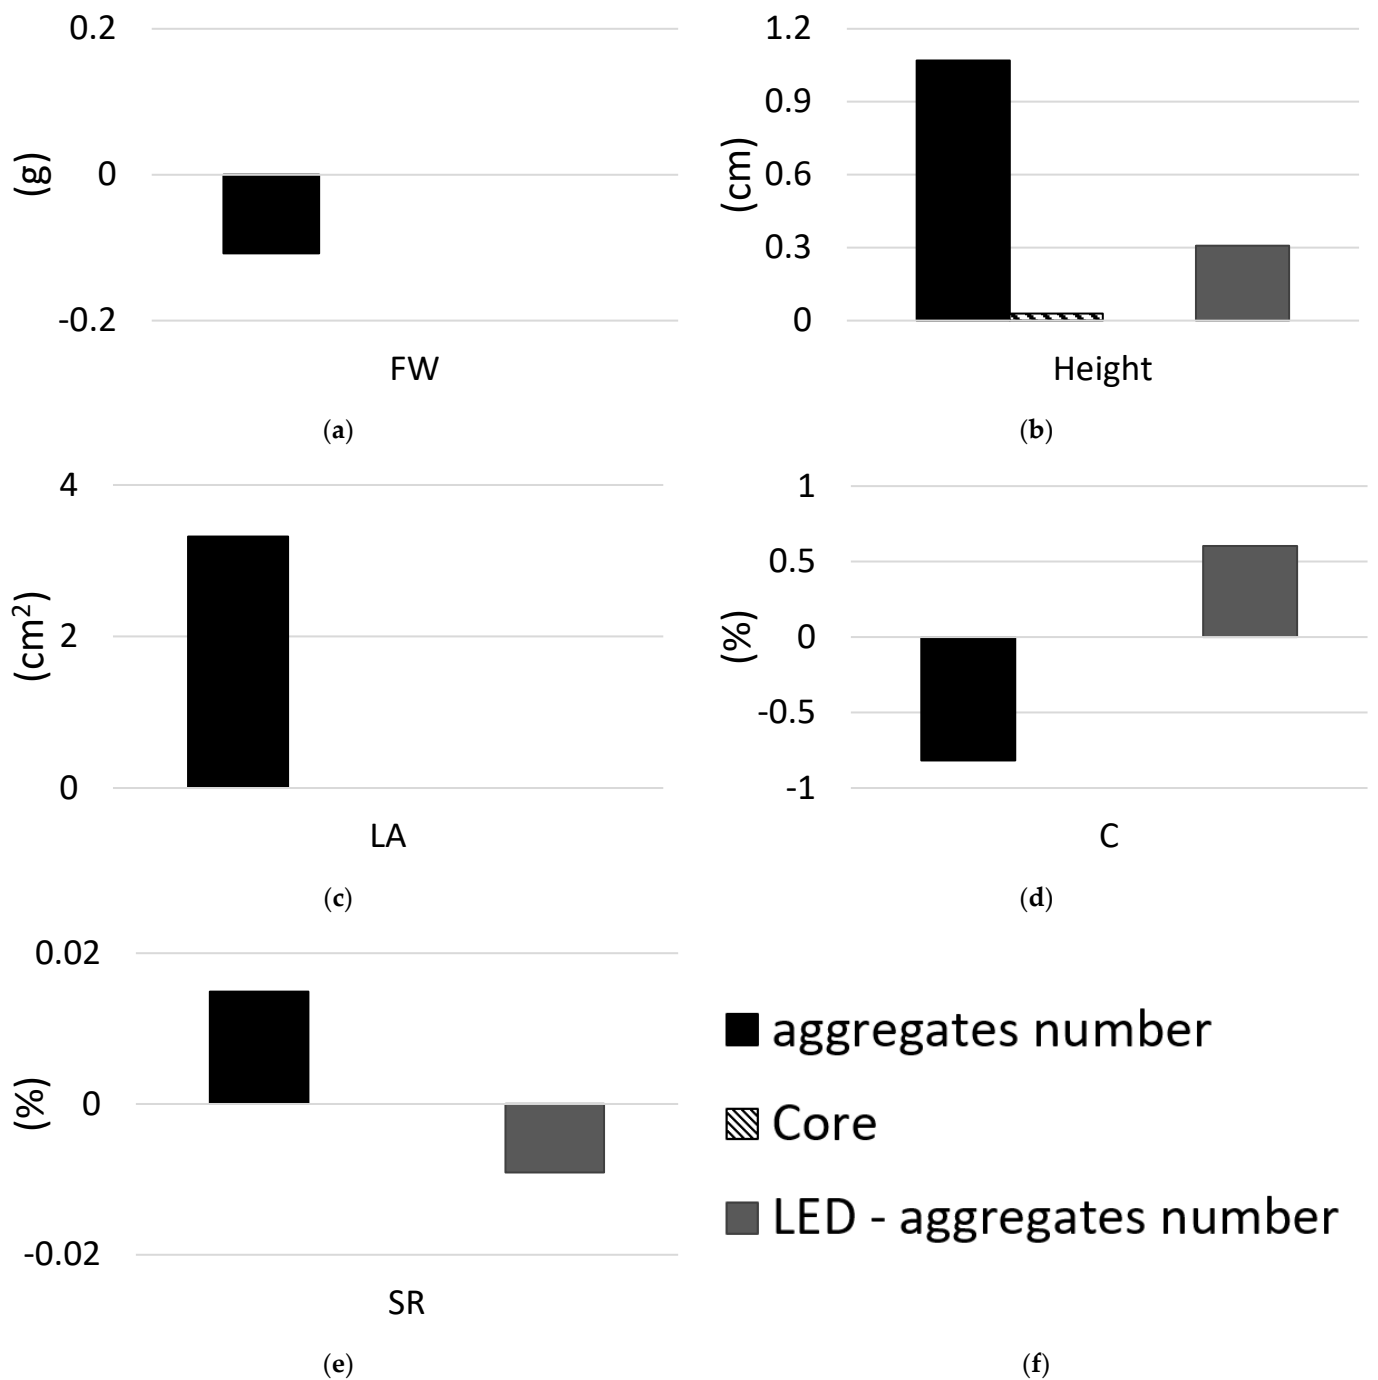 0.2
(g)
0
-0.2
FW
(a)
1.2
0.9
(cm)
0.6
0.3
0
Height
(b)
4
(cm²)
2
0
LA
(c)
1
0.5
(%)
0
-0.5
-1
C
(d)
0.02
(%)
0
-0.02
SR
(e)
aggregates number
Core
LED - aggregates number
(f)